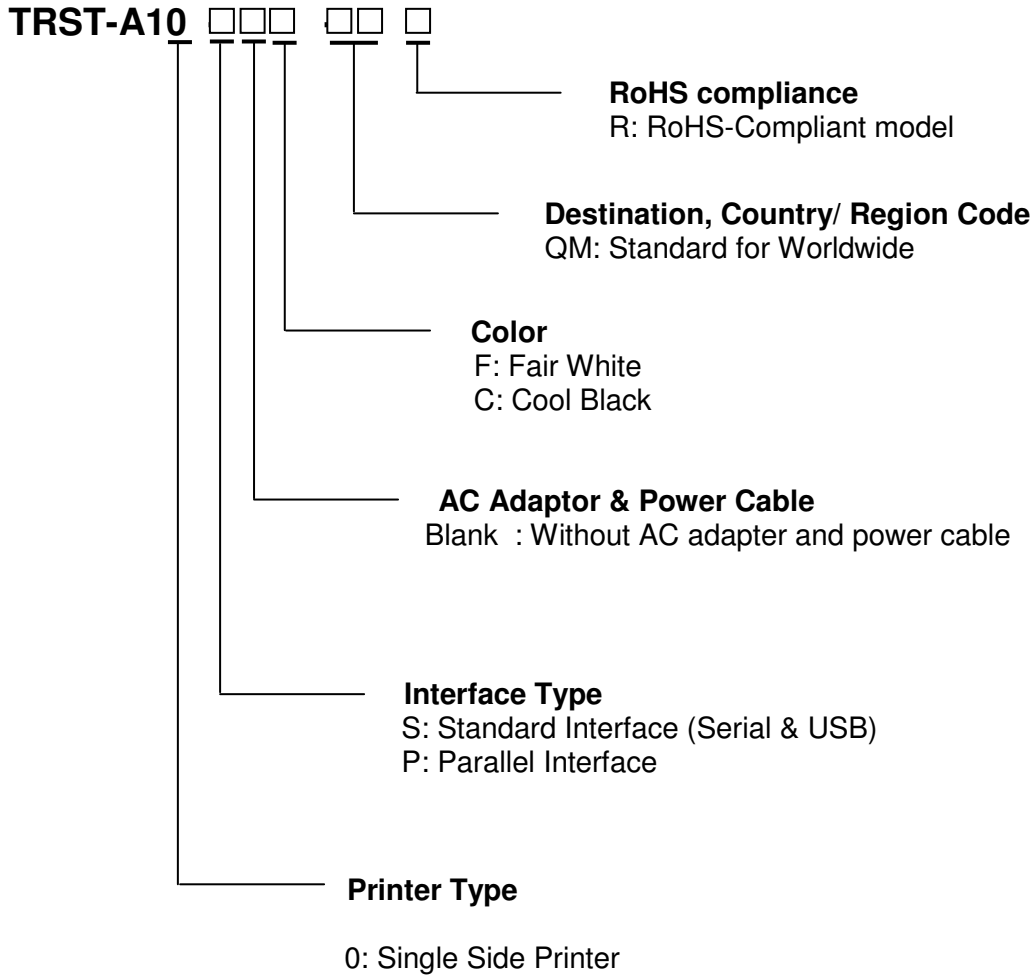 TRST-A10 □□□ -□□ □
RoHS compliance
R: RoHS-Compliant model
Destination, Country/ Region Code
QM: Standard for Worldwide
Color
F: Fair White
C: Cool Black
AC Adaptor & Power Cable
Blank : Without AC adapter and power cable
Interface Type
S: Standard Interface (Serial & USB)
P: Parallel Interface
Printer Type
0: Single Side Printer